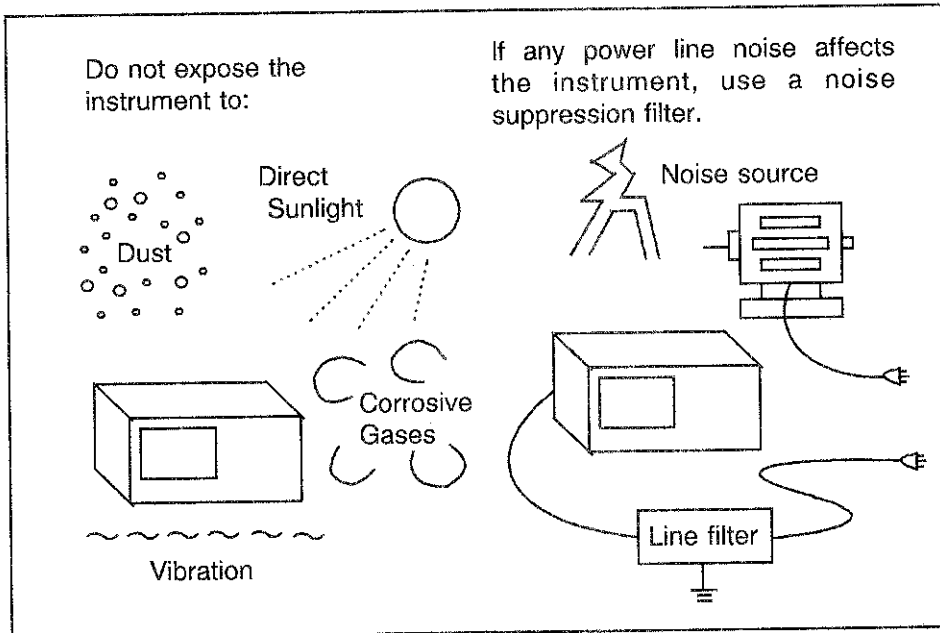 Do not expose the
instrument to:
Dust
Direct
Sunlight
Corrosive
Gases
Vibration
If any power line noise affects
the instrument, use a noise
suppression filter.
Noise source
Line filter